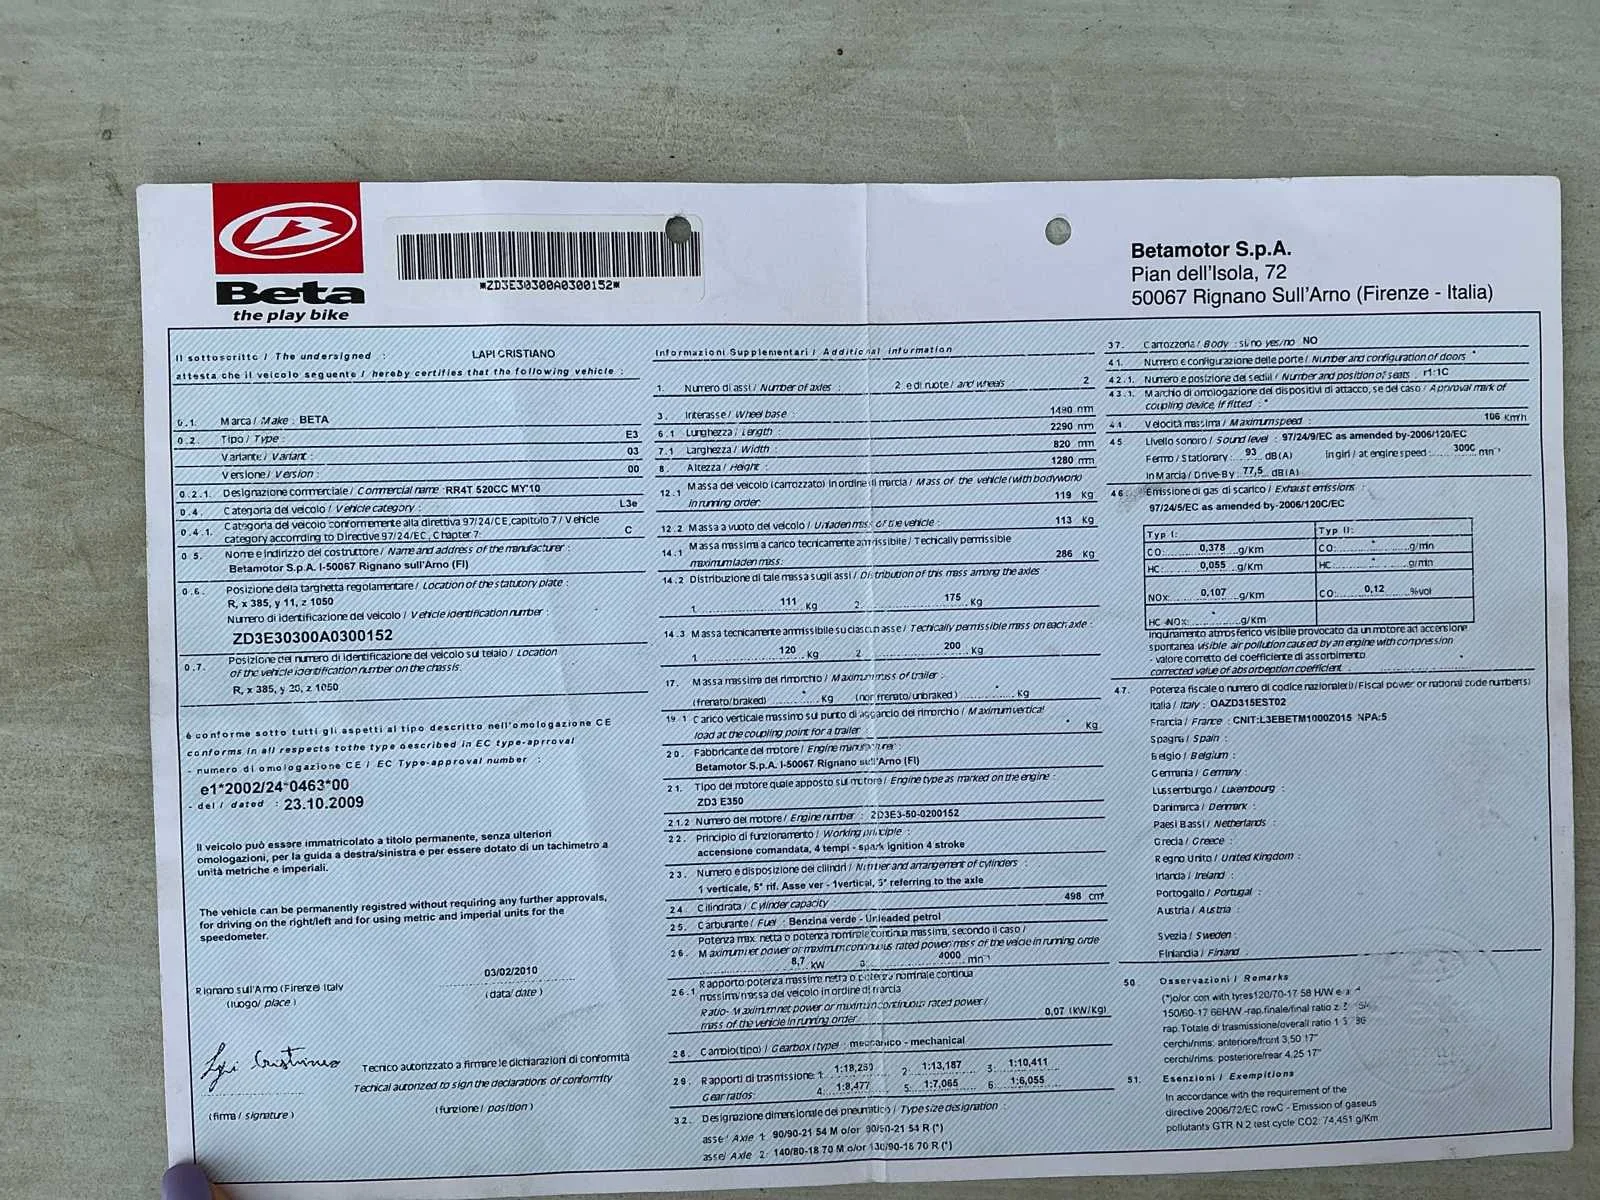 Beta
the play bike
*ZD3E30300A0300152*
Betamotor S.p.A.
Pian dell'Isola, 72
50067 Rignano Sull'Arno (Firenze - Italia)
Il sottoscritto / The undersigned : LAPI CRISTIANO
attesta che il veicolo seguente / hereby certifies that the following vehicle :
0.1. Marca / Make : BETA
0.2. Tipo / Type : E3
Variante / Variant : 03
Versione / Version : 00
0.2.1. Designazione commerciale / Commercial name : RR4T 520CC MY'10
0.4. Categoria del veicolo / Vehicle category : L3e
0.4.1. Categoria del veicolo conformemente alla direttiva 97/24/CE, capitolo 7 / Vehicle
category according to Directive 97/24/EC, Chapter 7: C
0.5. Nome e indirizzo del costruttore / Name and address of the manufacturer :
Betamotor S.p.A. I-50067 Rignano sull'Arno (FI)
0.6. Posizione della targhetta regolamentare / Location of the statutory plate :
R, x 385, y 11, z 1050
Numero di identificazione del veicolo / Vehicle identification number :
ZD3E30300A0300152
0.7. Posizione del numero di identificazione del veicolo sul telaio / Location
of the vehicle identification number on the chassis:
R, x 385, y 20, z 1050
è conforme sotto tutti gli aspetti al tipo descritto nell'omologazione CE
conforms in all respects to the type described in EC type-aprroval
- numero di omologazione CE / EC Type-approval number :
e1*2002/24*0463*00
- del / dated : 23.10.2009
Il veicolo può essere immatricolato a titolo permanente, senza ulteriori
omologazioni, per la guida a destra/sinistra e per essere dotato di un tachimetro a
unità metriche e imperiali.
The vehicle can be permanently registred without requiring any further approvals,
for driving on the right/left and for using metric and imperial units for the
speedometer.
Rignano sull'Arno (Firenze) Italy 03/02/2010
(luogo / place) (data / date)
Lapi Cristiano
Tecnico autorizzato a firmare le dichiarazioni di conformità
Techical autorized to sign the declarations of conformity
(firma / signature) (funzione / position)
Informazioni Supplementari / Additional information
1. Numero di assi / Number of axles : 2 e di ruote / and wheels 2
3. Interasse / Wheel base : 1490 mm
6.1 Lunghezza / Length : 2290 mm
7.1 Larghezza / Width : 820 mm
8. Altezza / Height : 1280 mm
12.1 Massa del veicolo (carrozzato) in ordine di marcia / Mass of the vehicle (with bodywork)
in running order: 119 Kg
12.2 Massa a vuoto del veicolo / Unladen mass of the vehicle : 113 Kg
14.1 Massa massima a carico tecnicamente ammissibile / Techically permissible
maximum laden mass: 286 Kg
14.2 Distribuzione di tale massa sugli assi / Distribution of this mass among the axles
1. 111 Kg 2. 175 Kg
14.3 Massa tecnicamente ammissibile su ciascun asse / Techically permissible mass on each axle :
1. 120 Kg 2. 200 Kg
17. Massa massima del rimorchio / Maximum mass of trailer :
(frenato/braked) * Kg (non frenato/unbraked) * Kg
19.1 Carico verticale massimo sul punto di aggancio del rimorchio / Maximum vertical
load at the coupling point for a trailer * Kg
20. Fabbricante del motore / Engine manufacturer :
Betamotor S.p.A. I-50067 Rignano sull'Arno (FI)
21. Tipo del motore quale apposto sul motore / Engine type as marked on the engine :
ZD3 E350
21.2 Numero del motore / Engine number : ZD3E3-50-0200152
22. Principio di funzionamento / Working principle :
accensione comandata, 4 tempi - spark ignition 4 stroke
23. Numero e disposizione dei cilindri / Number and arrangement of cylinders :
1 verticale, 5° rif. Asse ver - 1vertical, 5° referring to the axle
24. Cilindrata / Cylinder capacity 498 cm³
25. Carburante / Fuel : Benzina verde - Unleaded petrol
26. Potenza max. netta o potenza nominale continua massima, secondo il caso /
Maximum net power or maximum continuous rated power/mass of the veicle in running orde
8,7 kW a 4000 min⁻¹
26.1 Rapporto potenza massima netta o potenza nominale continua
massima/massa del veicolo in ordine di marcia
Ratio - Maximum net power or maximum continuous rated power /
mass of the vehicle in running order 0,07 (kW/kg)
28. Cambio (tipo) / Gearbox (type) : meccanico - mechanical
29. Rapporti di trasmissione: 1: 1:18,250 2: 1:13,187 3: 1:10,411
Gear ratios: 4: 1:8,477 5: 1:7,065 6: 1:6,055
32. Designazione dimensionale dei pneumatico / Type size designation :
asse / Axle 1: 90/90-21 54 M o/or 90/90-21 54 R (*)
asse/ Axle 2: 140/80-18 70 M o/or 130/90-18 70 R (*)
37. Carrozzeria / Body : si/no yes/no NO
41. Numero e configurazione delle porte / Number and configuration of doors *
42.1. Numero e posizione dei sedili / Number and position of seats : r1:1C
43.1. Marchio di omologazione dei dispositivi di attacco, se del caso / Approval mark of
coupling device, if fitted : *
44 Velocità massima / Maximum speed : 106 Km/h
45 Livello sonoro / Sound level : 97/24/9/EC as amended by-2006/120/EC
Fermo / Stationary : 93 dB (A) in giri / at engine speed : 3000 min⁻¹
In Marcia / Drive-By : 77,5 dB (A)
46. Emissione di gas di scarico / Exhaust emissions :
97/24/5/EC as amended by-2006/120C/EC
Typ I: Typ II:
CO: 0,378 g/Km CO: * g/min
HC: 0,055 g/Km HC * g/min
NOx: 0,107 g/Km CO: 0,12 %vol
HC -NOx: * g/Km
Inquinamento atmosferico visibile provocato da un motore ad accensione
spontanea visible air pollution caused by an engine with compression
- valore corretto del coefficiente di assorbimento
corrected value of absorbeption coefficient *
47. Potenza fiscale o numero di codice nazionale(i)/Fiscal power or national code number(s)
Italia / Italy : OAZD315EST02
Francia / France : CNIT:L3EBETM1000Z015 NPA:5
Spagna / Spain :
Belgio / Belgium :
Germania / Germany :
Lussemburgo / Luxembourg :
Danimarca / Denmark :
Paesi Bassi / Netherlands :
Grecia / Greece :
Regno Unito / United Kingdom :
Irlanda / Ireland :
Portogallo / Portugal :
Austria / Austria :
Svezia / Sweden :
Finlandia / Finland :
50. Osservazioni / Remarks
(*)o/or con with tyres120/70-17 58 H/W e
150/60-17 66H/W -rap.finale/final ratio
rap.Totale di trasmissione/overall ratio
cerchi/rims: anteriore/front 3,50 17"
cerchi/rims: posteriore/rear 4,25 17"
51. Esenzioni / Exemptions
In accordance with the requirement of the
directive 2006/72/EC rowC - Emission of gaseus
pollutants GTR N 2 test cycle CO2: 74,451 g/Km